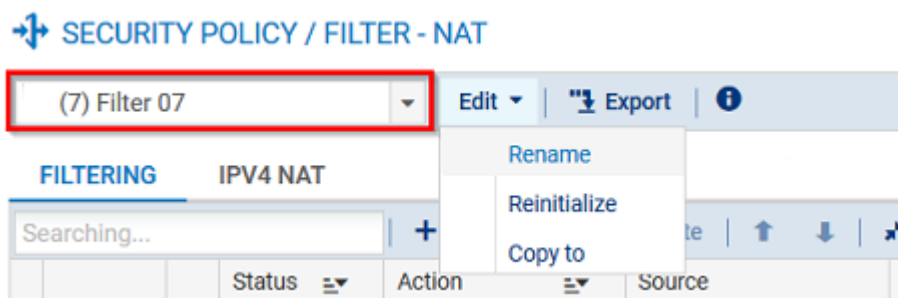 SECURITY POLICY / FILTER - NAT
(7) Filter 07 Edit Export
Rename
FILTERING IPV4 NAT
Reinitialize
Searching...
Copy to
Status Action Source